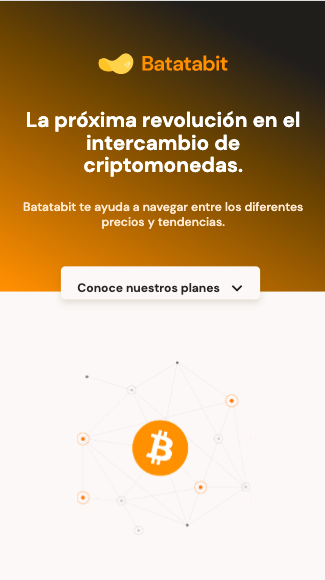 Batatabit
La próxima revolución en el
intercambio de
criptomonedas.
Batatabit te ayuda a navegar entre los diferentes
precios y tendencias.
Conoce nuestros planes